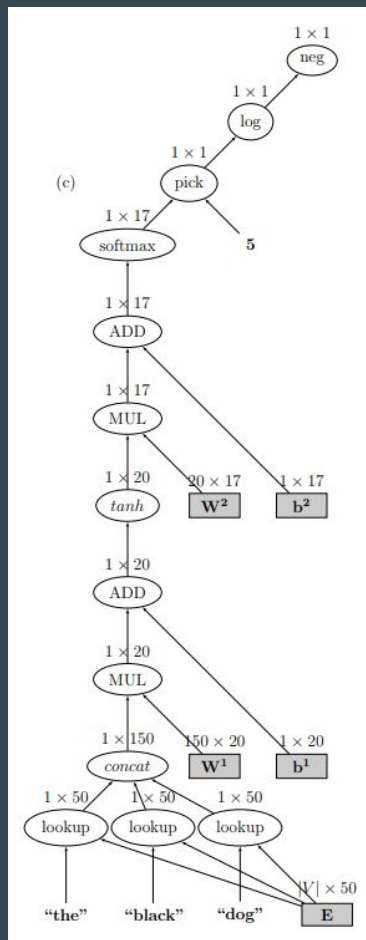 1 × 1
neg
1 × 1
log
1 × 1
(c)
pick
1 × 17
softmax
5
1 × 17
ADD
1 × 17
MUL
1 × 20
20 × 17
1 × 17
tanh
W²
b²
1 × 20
ADD
1 × 20
MUL
1 × 150
150 × 20
1 × 20
concat
W¹
b¹
1 × 50
1 × 50
1 × 50
lookup
lookup
lookup
|V| × 50
“the”
“black”
“dog”
E